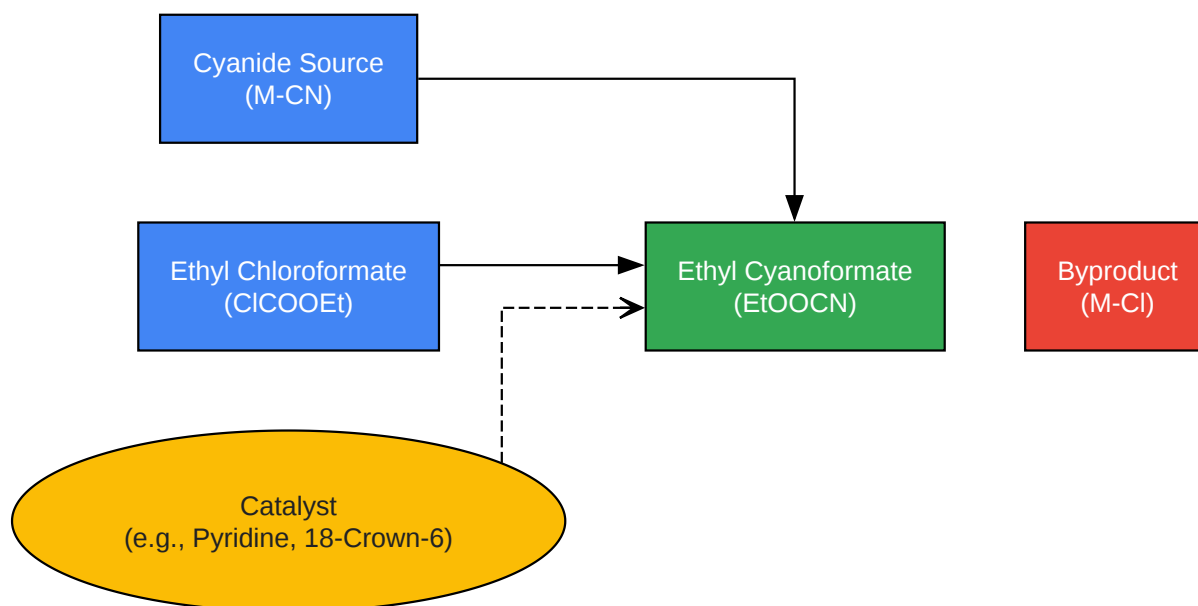 Cyanide Source
(M-CN)
Ethyl Chloroformate
(ClCOOEt)
Ethyl Cyanoformate
(EtOOCN)
Byproduct
(M-Cl)
Catalyst
(e.g., Pyridine, 18-Crown-6)